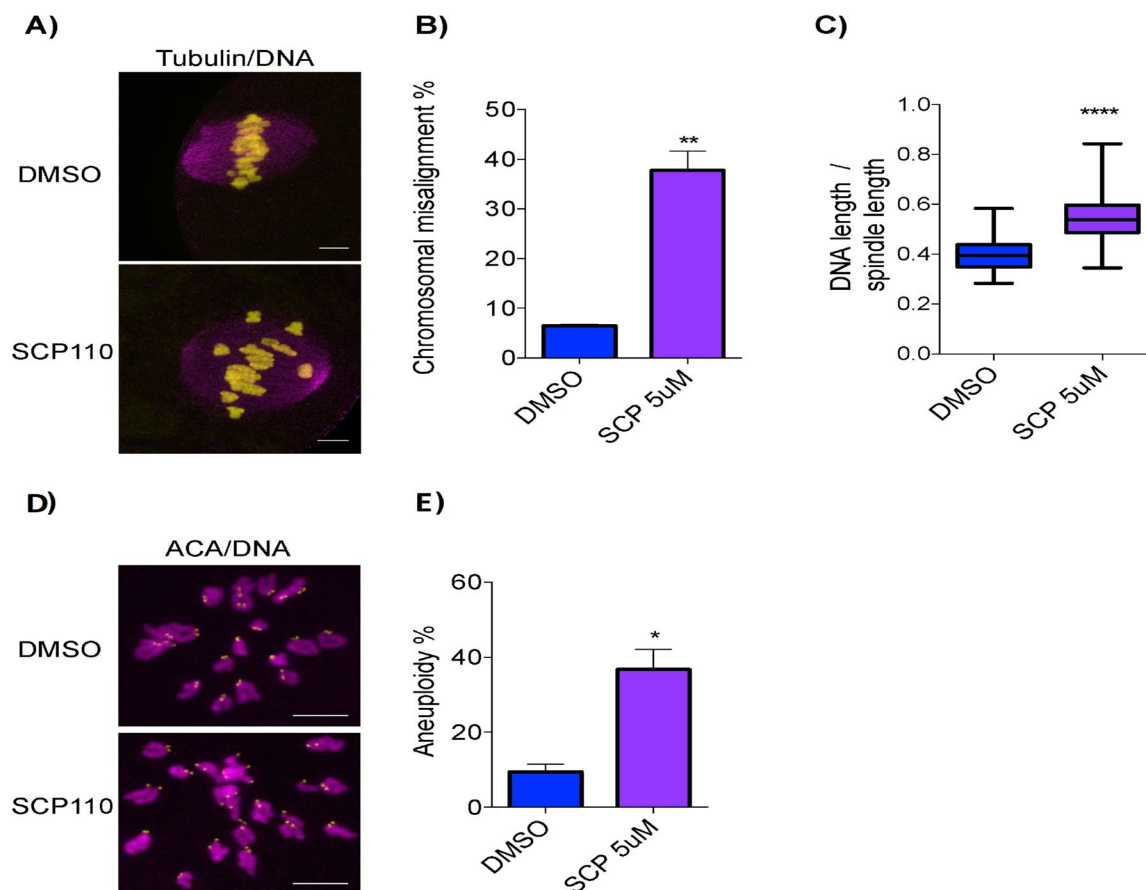 A)
Tubulin/DNA
DMSO
SCP110
B)
Chromosomal misalignment %
50
40
30
20
10
0
**
DMSO
SCP 5uM
C)
DNA length /
spindle length
1.0
0.8
0.6
0.4
0.2
0.0
****
DMSO
SCP 5uM
D)
ACA/DNA
DMSO
SCP110
E)
Aneuploidy %
60
40
20
0
*
DMSO
SCP 5uM